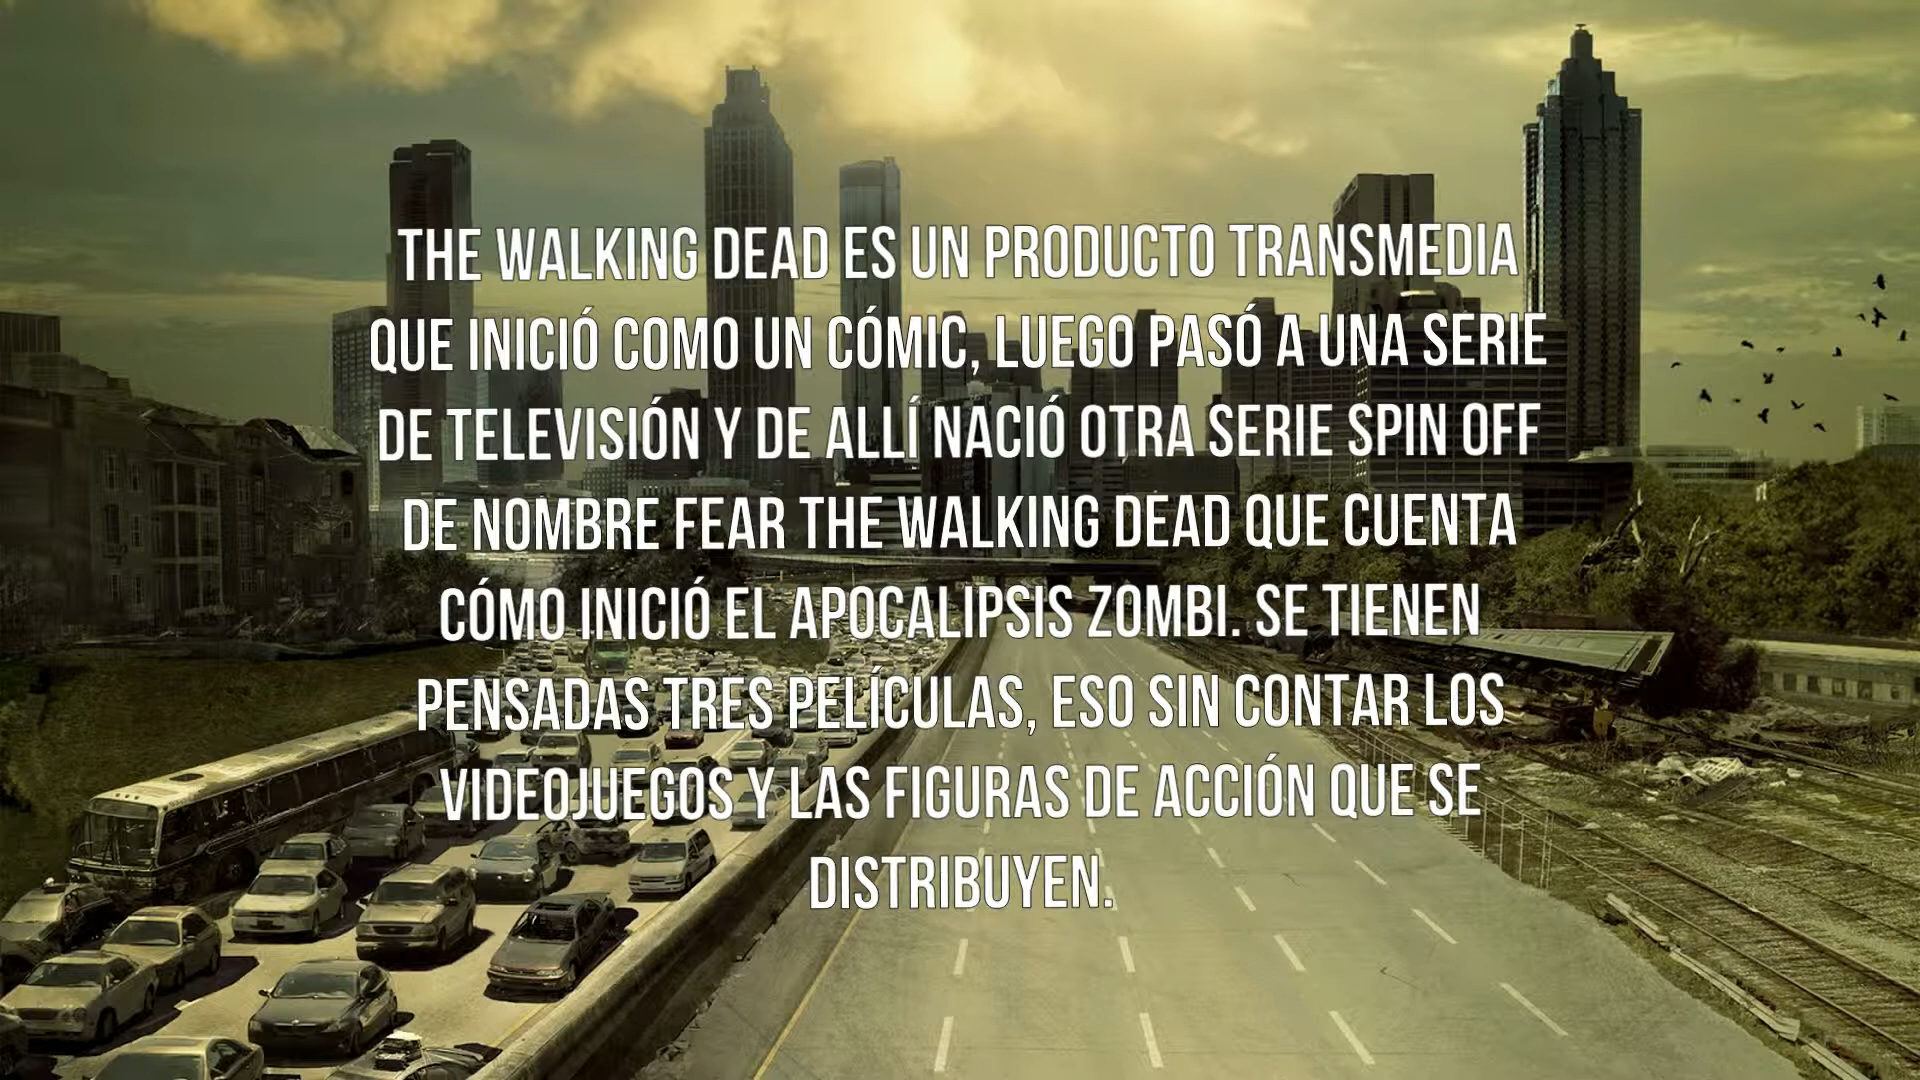 THE WALKING DEAD ES UN PRODUCTO TRANSMEDIA
QUE INICIÓ COMO UN CÓMIC, LUEGO PASÓ A UNA SERIE
DE TELEVISIÓN Y DE ALLÍ NACIÓ OTRA SERIE SPIN OFF
DE NOMBRE FEAR THE WALKING DEAD QUE CUENTA
CÓMO INICIÓ EL APOCALIPSIS ZOMBI. SE TIENEN
PENSADAS TRES PELÍCULAS, ESO SIN CONTAR LOS
VIDEOJUEGOS Y LAS FIGURAS DE ACCIÓN QUE SE
DISTRIBUYEN.